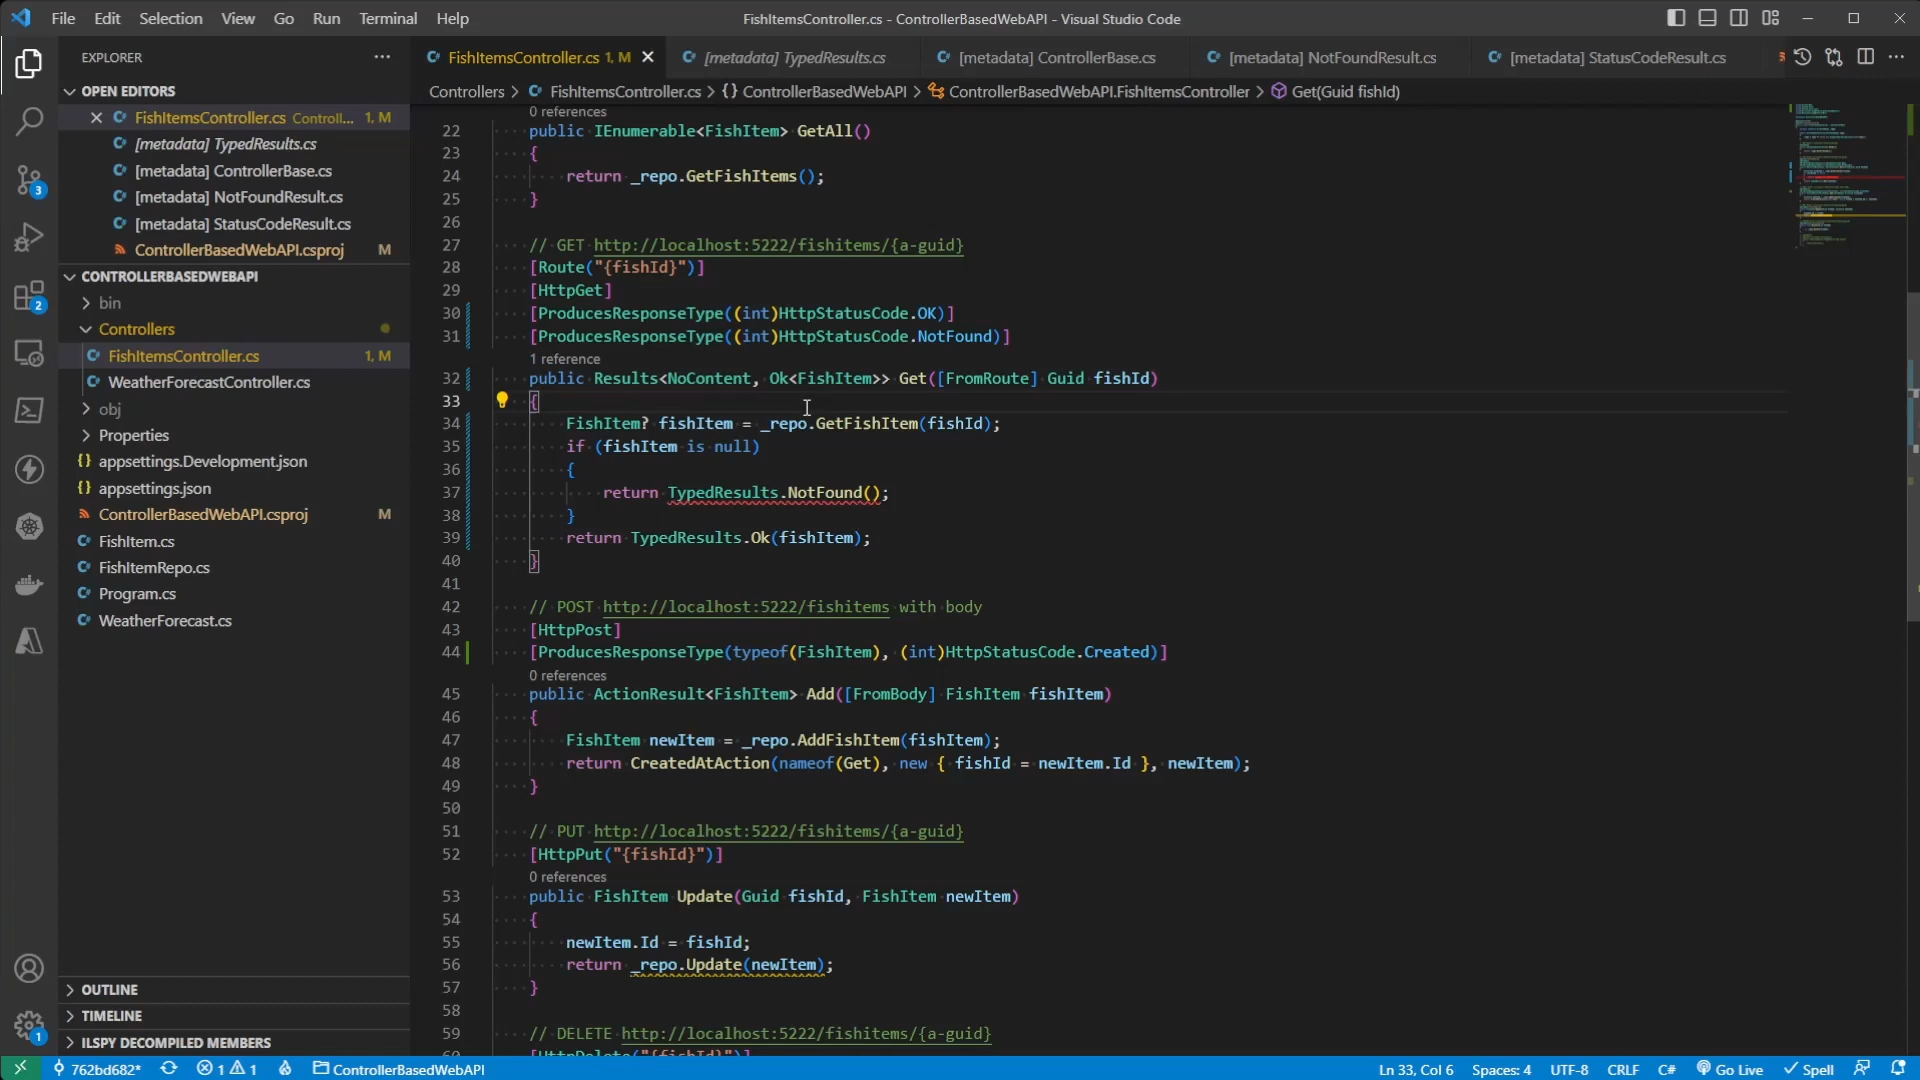 File Edit Selection View Go Run Terminal Help
FishItemsController.cs - ControllerBasedWebAPI - Visual Studio Code
EXPLORER
OPEN EDITORS
FishItemsController.cs Controll... 1, M
[metadata] TypedResults.cs
[metadata] ControllerBase.cs
[metadata] NotFoundResult.cs
[metadata] StatusCodeResult.cs
ControllerBasedWebAPI.csproj M
CONTROLLERBASEDWEBAPI
bin
Controllers
FishItemsController.cs 1, M
WeatherForecastController.cs
obj
Properties
appsettings.Development.json
appsettings.json
ControllerBasedWebAPI.csproj M
FishItem.cs
FishItemRepo.cs
Program.cs
WeatherForecast.cs
OUTLINE
TIMELINE
ILSPY DECOMPILED MEMBERS
3
2
1
FishItemsController.cs 1, M
[metadata] TypedResults.cs
[metadata] ControllerBase.cs
[metadata] NotFoundResult.cs
[metadata] StatusCodeResult.cs
Controllers > FishItemsController.cs > {} ControllerBasedWebAPI > ControllerBasedWebAPI.FishItemsController > Get(Guid fishId)
0 references
22 public IEnumerable<FishItem> GetAll()
23 {
24 return _repo.GetFishItems();
25 }
26
27 // GET http://localhost:5222/fishitems/{a-guid}
28 [Route("{fishId}")]
29 [HttpGet]
30 [ProducesResponseType((int)HttpStatusCode.OK)]
31 [ProducesResponseType((int)HttpStatusCode.NotFound)]
1 reference
32 public Results<NoContent, Ok<FishItem>> Get([FromRoute] Guid fishId)
33 {
34 FishItem? fishItem = _repo.GetFishItem(fishId);
35 if (fishItem is null)
36 {
37 return TypedResults.NotFound();
38 }
39 return TypedResults.Ok(fishItem);
40 }
41
42 // POST http://localhost:5222/fishitems with body
43 [HttpPost]
44 [ProducesResponseType(typeof(FishItem), (int)HttpStatusCode.Created)]
0 references
45 public ActionResult<FishItem> Add([FromBody] FishItem fishItem)
46 {
47 FishItem newItem = _repo.AddFishItem(fishItem);
48 return CreatedAtAction(nameof(Get), new { fishId = newItem.Id }, newItem);
49 }
50
51 // PUT http://localhost:5222/fishitems/{a-guid}
52 [HttpPut("{fishId}")]
0 references
53 public FishItem Update(Guid fishId, FishItem newItem)
54 {
55 newItem.Id = fishId;
56 return _repo.Update(newItem);
57 }
58
59 // DELETE http://localhost:5222/fishitems/{a-guid}
60 [HttpDelete("{fishId}")]
762bd682* 1 1 ControllerBasedWebAPI
Ln 33, Col 6 Spaces: 4 UTF-8 CRLF C# Go Live Spell